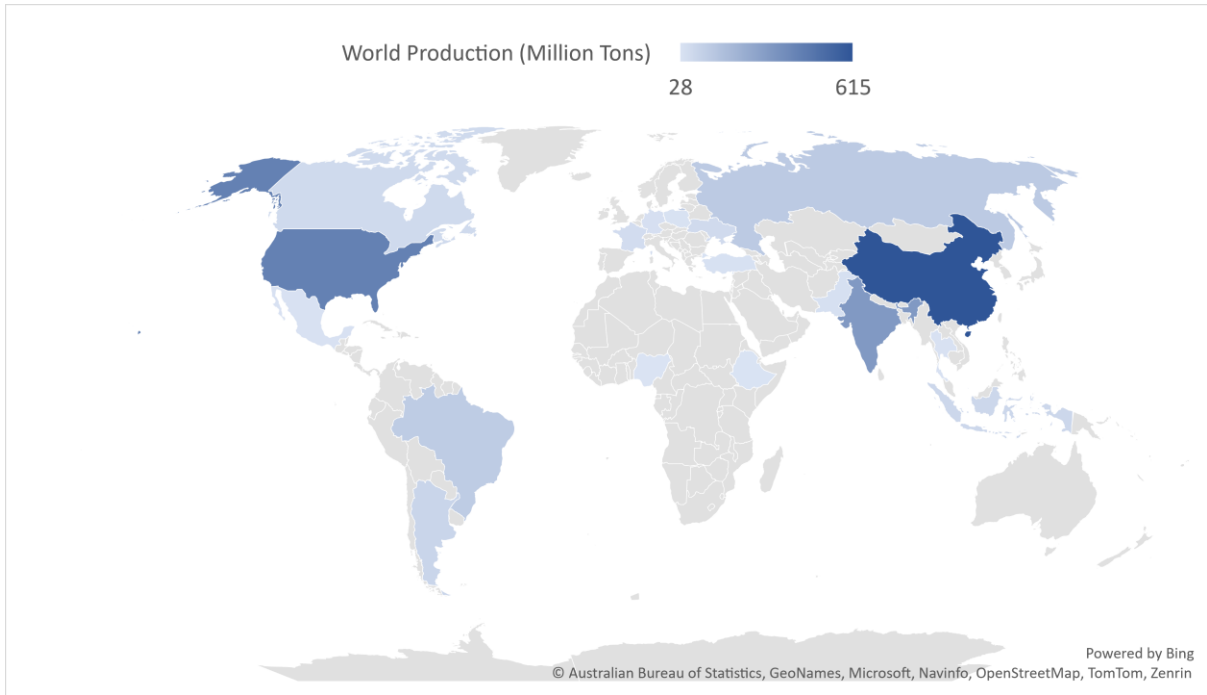 World Production (Million Tons)
28 615
Powered by Bing
© Australian Bureau of Statistics, GeoNames, Microsoft, Navinfo, OpenStreetMap, TomTom, Zenrin